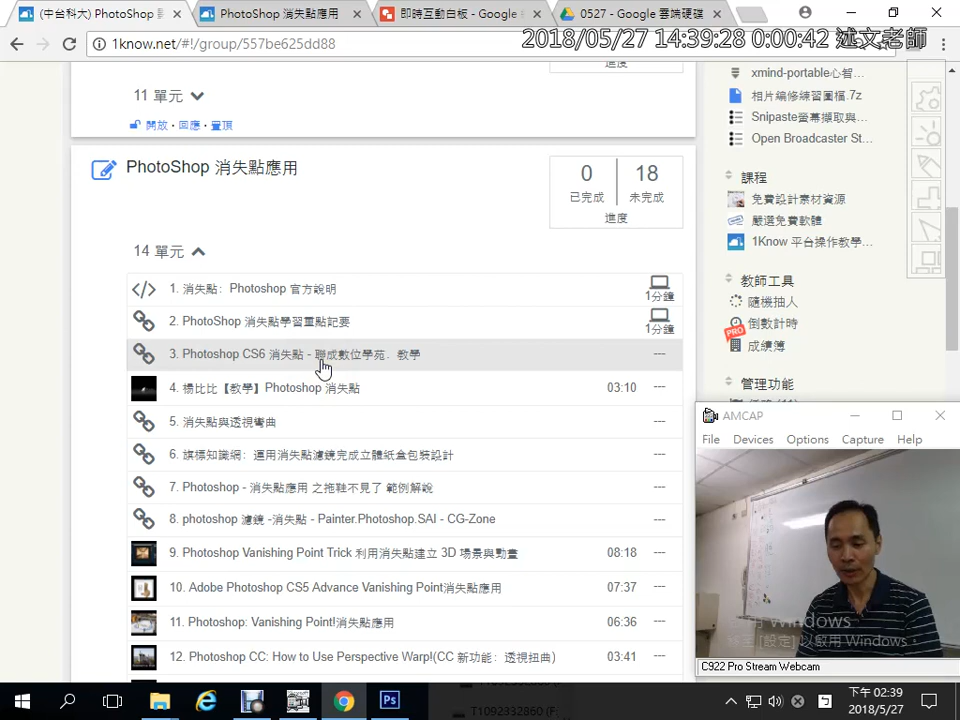 (中台科大) PhotoShop 影
PhotoShop 消失點應用
即時互動白板 - Google
0527 - Google 雲端硬碟
1know.net/#!/group/557be625dd88
2018/05/27 14:39:28 0:00:42 述文老師
進度
11 單元
開放・回應・置頂
PhotoShop 消失點應用
0 18
已完成 未完成
進度
14 單元
1. 消失點：Photoshop 官方說明
1分鐘
2. PhotoShop 消失點學習重點記要
1分鐘
3. Photoshop CS6 消失點 - 聯成數位學苑．教學 ---
4. 楊比比【教學】Photoshop 消失點 03:10 ---
5. 消失點與透視彎曲 ---
6. 旗標知識網：運用消失點濾鏡完成立體紙盒包裝設計 ---
7. Photoshop - 消失點應用 之拖鞋不見了 範例解說 ---
8. photoshop 濾鏡 -消失點 - Painter.Photoshop.SAI - CG-Zone ---
9. Photoshop Vanishing Point Trick 利用消失點建立 3D 場景與動畫 08:18 ---
10. Adobe Photoshop CS5 Advance Vanishing Point消失點應用 07:37 ---
11. Photoshop: Vanishing Point!消失點應用 06:36 ---
12. Photoshop CC: How to Use Perspective Warp!(CC 新功能：透視扭曲) 03:41 ---
xmind-portable心智...
相片編修練習圖檔.7z
Snipaste螢幕擷取與...
Open Broadcaster St...
課程
免費設計素材資源
嚴選免費軟體
1Know 平台操作教學...
教師工具
隨機抽人
倒數計時
PRO
成績簿
管理功能
AMCAP
File Devices Options Capture Help
Windows
移至 [設定] 以啟用 Windows。
C922 Pro Stream Webcam
T1092332860 (F:
Ps
下午 02:39
2018/5/27